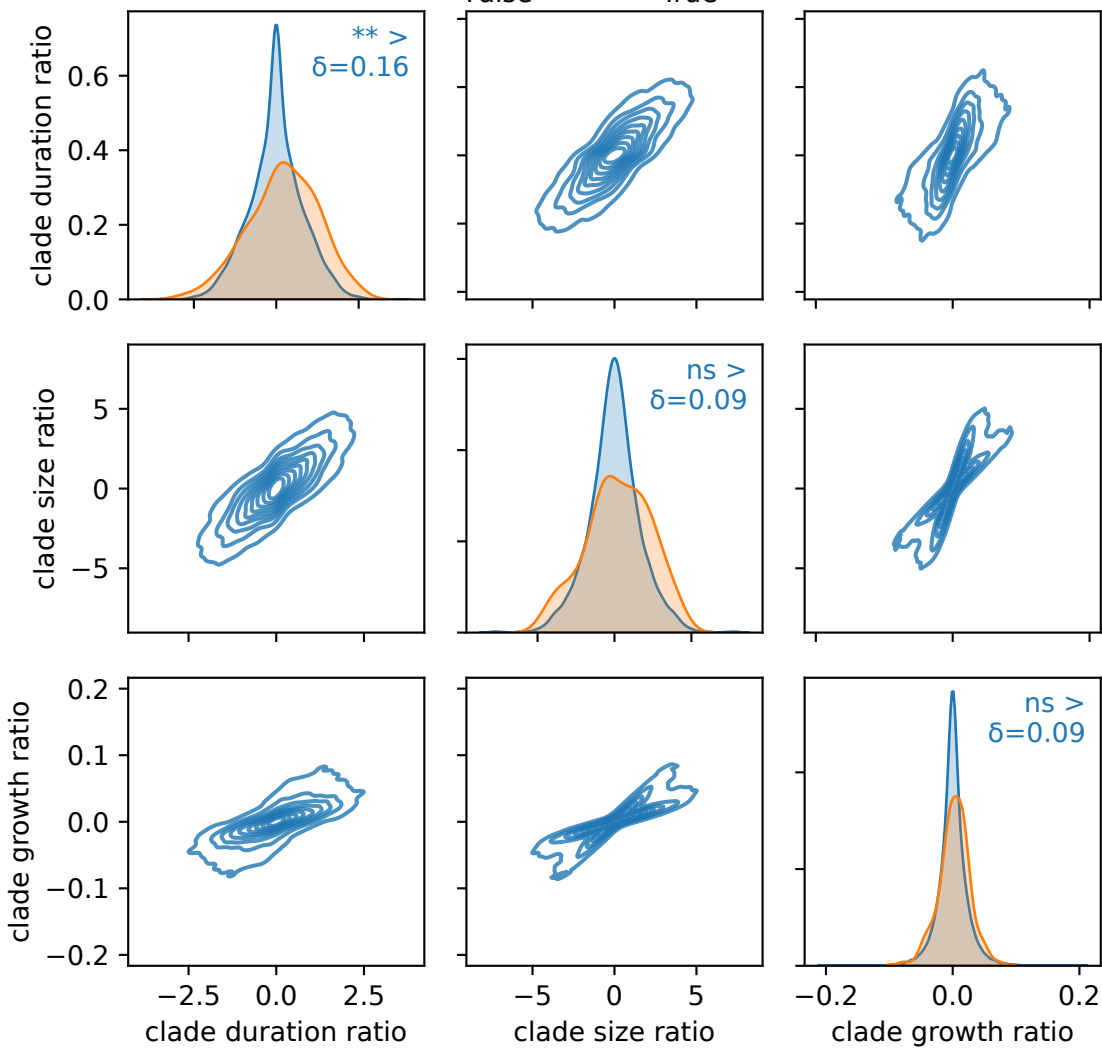 False True
clade duration ratio
** >
δ=0.16
0.6
0.4
0.2
0.0
clade size ratio
ns >
δ=0.09
5
0
−5
clade growth ratio
ns >
δ=0.09
0.2
0.1
0.0
−0.1
−0.2
−2.5 0.0 2.5
−5 0 5
−0.2 0.0 0.2
clade duration ratio
clade size ratio
clade growth ratio